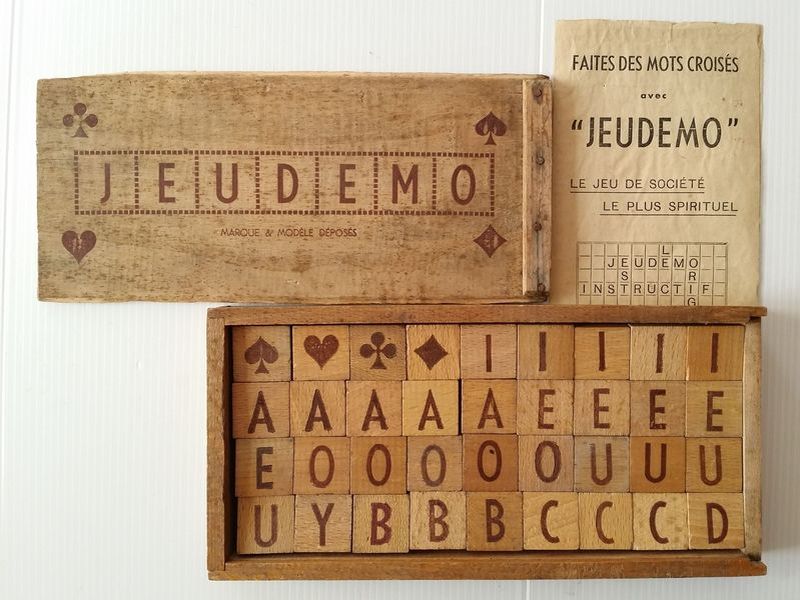 JEUDEMO
MARQUE & MODÈLE DÉPOSÉS
FAITES DES MOTS CROISÉS
avec
"JEUDEMO"
LE JEU DE SOCIÉTÉ
LE PLUS SPIRITUEL
L
JEUDEMO
S O R
INSTRUCTIF
U I G
I I I I I
A A A A A E E E E
E O O O O O U U U
U Y B B B C C C D